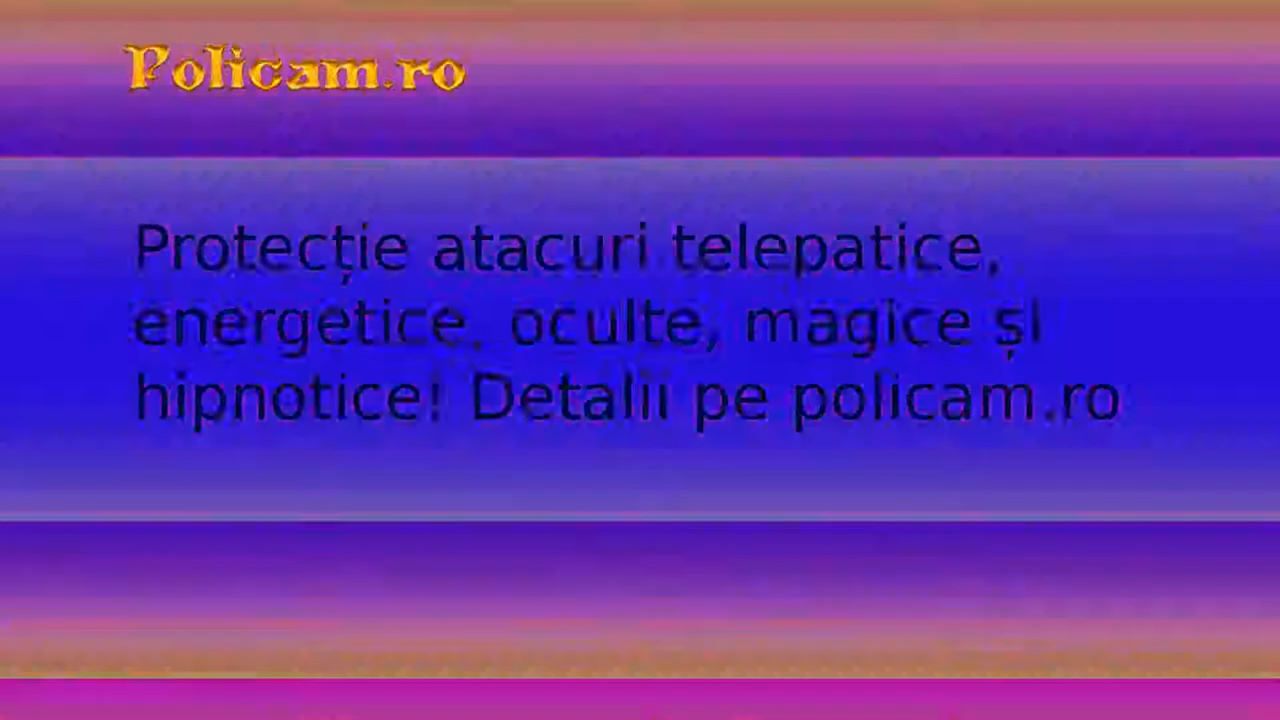 Policam.ro
Protecție atacuri telepatice,
energetice, oculte, magice și
hipnotice! Detalii pe policam.ro